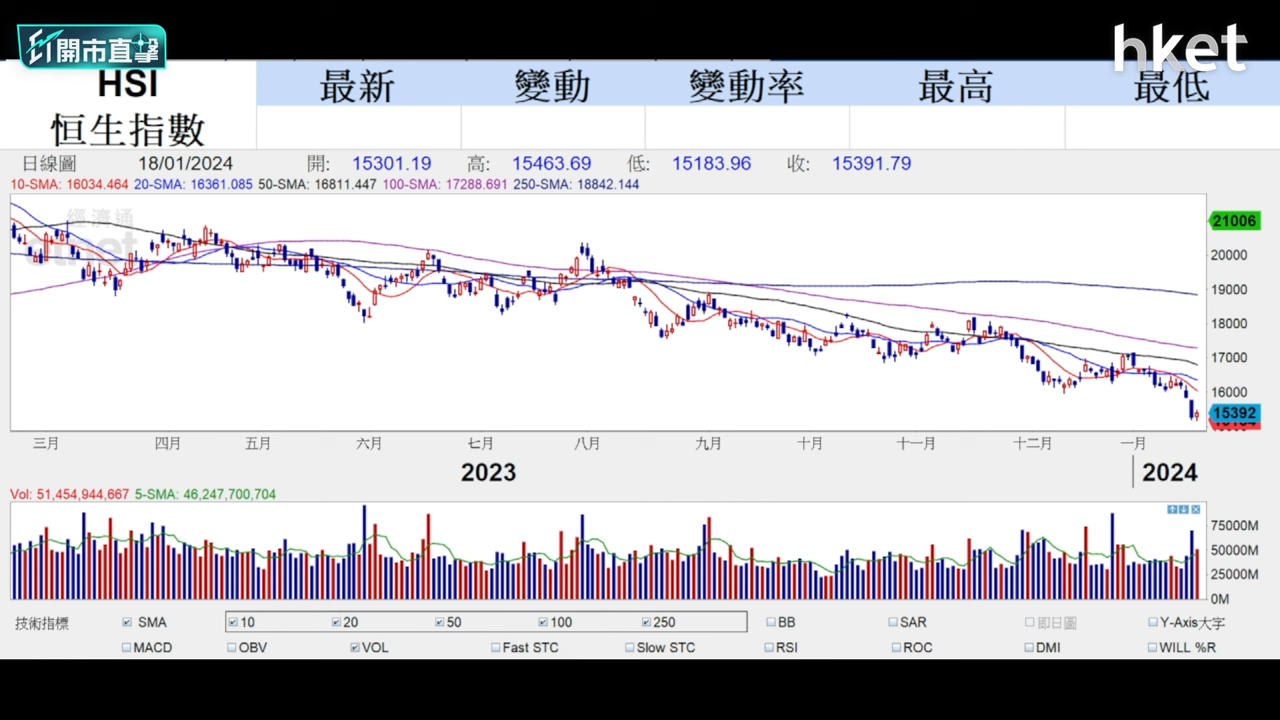 開市直擊
hket
HSI 最新 變動 變動率 最高 最低
恒生指數
日線圖 18/01/2024 開: 15301.19 高: 15463.69 低: 15183.96 收: 15391.79
10-SMA: 16034.464 20-SMA: 16361.085 50-SMA: 16811.447 100-SMA: 17288.691 250-SMA: 18842.144
經濟通
etnet
21006
20000
19000
18000
17000
16000
15392
三月 四月 五月 六月 七月 八月 九月 十月 十一月 十二月 一月
2023 2024
Vol: 51,454,944,667 5-SMA: 46,247,700,704
75000M
50000M
25000M
0M
技術指標 SMA 10 20 50 100 250 BB SAR 即日圖 Y-Axis大字
MACD OBV VOL Fast STC Slow STC RSI ROC DMI WILL %R